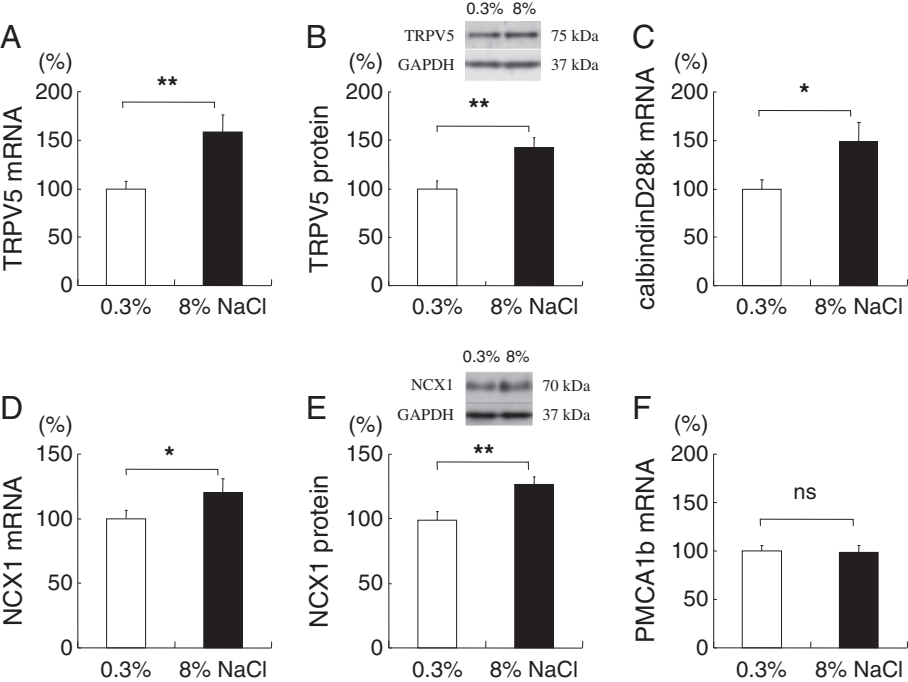 A
(%)
TRPV5 mRNA
200
150
100
50
0
**
0.3% 8% NaCl
B
0.3% 8%
TRPV5 75 kDa
GAPDH 37 kDa
(%)
TRPV5 protein
200
150
100
50
0
**
0.3% 8% NaCl
C
(%)
calbindinD28k mRNA
200
150
100
50
0
*
0.3% 8% NaCl
D
(%)
NCX1 mRNA
150
100
50
0
*
0.3% 8% NaCl
E
0.3% 8%
NCX1 70 kDa
GAPDH 37 kDa
(%)
NCX1 protein
150
100
50
0
**
0.3% 8% NaCl
F
(%)
PMCA1b mRNA
200
150
100
50
0
ns
0.3% 8% NaCl